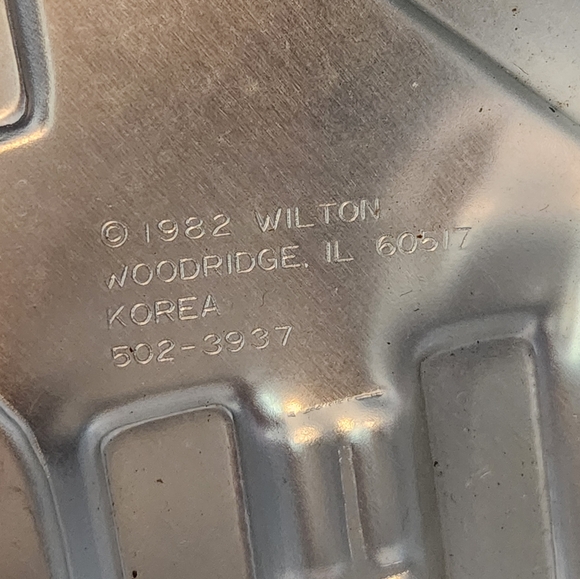 © 1982 WILTON
WOODRIDGE, IL 60517
KOREA
502-3937